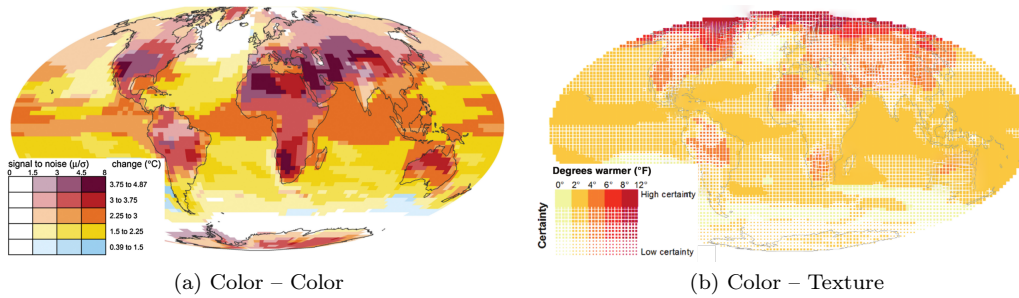 signal to noise (μ/σ) change (°C)
0 1.5 3 4.5 8
3.75 to 4.87
3 to 3.75
2.25 to 3
1.5 to 2.25
0.39 to 1.5
(a) Color – Color
Degrees warmer (°F)
0° 2° 4° 6° 8° 12°
High certainty
Certainty
Low certainty
(b) Color – Texture